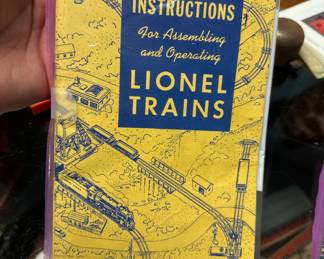 INSTRUCTIONS
For Assembling
and Operating
LIONEL
TRAINS